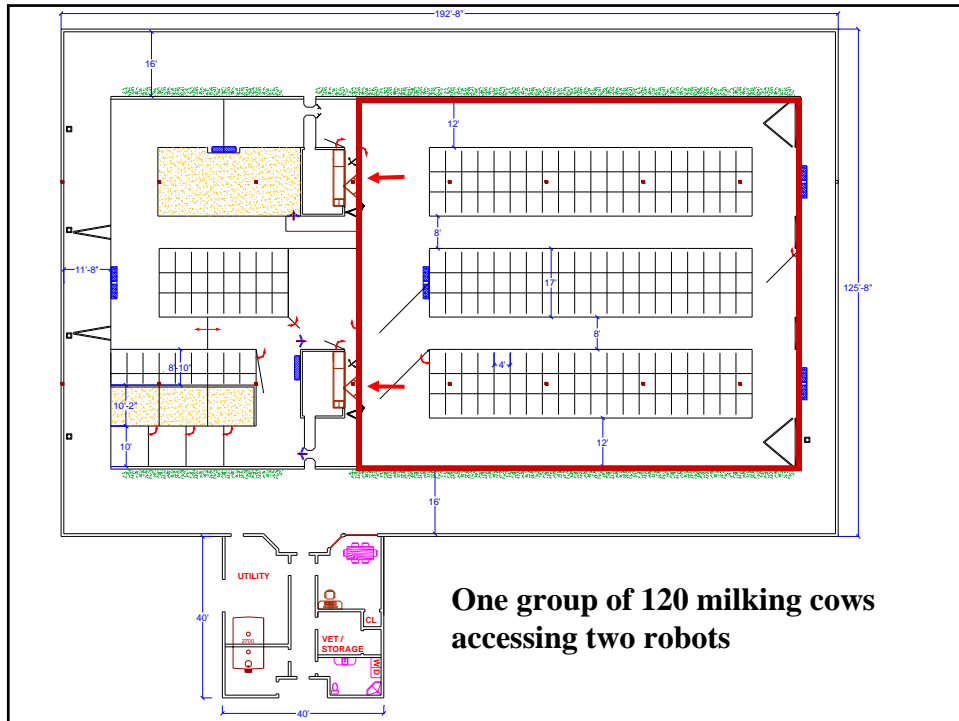 192'-8"
16'
12'
8'
11'-8"
17'
125'-8"
8'
8'-10"
4'
10'-2"
10'
12'
16'
UTILITY
40'
2700
CL
VET /
STORAGE
W/D
40'
One group of 120 milking cows
accessing two robots